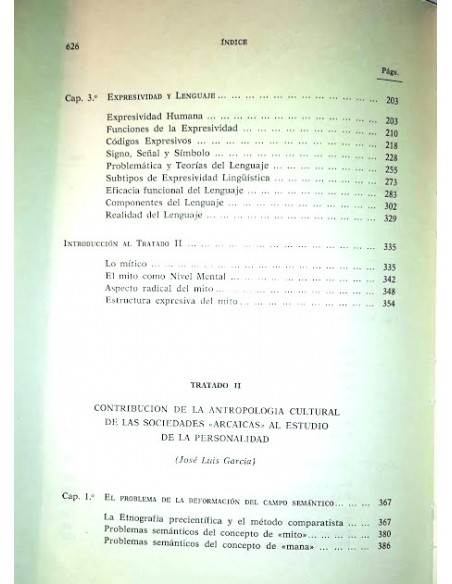 626 ÍNDICE
Págs.
Cap. 3.º EXPRESIVIDAD Y LENGUAJE ... 203
Expresividad Humana ... 203
Funciones de la Expresividad ... 210
Códigos Expresivos ... 218
Signo, Señal y Símbolo ... 228
Problemática y Teorías del Lenguaje ... 255
Subtipos de Expresividad Lingüística ... 273
Eficacia funcional del Lenguaje ... 283
Componentes del Lenguaje ... 302
Realidad del Lenguaje ... 329
INTRODUCCIÓN AL TRATADO II ... 335
Lo mítico ... 335
El mito como Nivel Mental ... 342
Aspecto radical del mito ... 348
Estructura expresiva del mito ... 354
TRATADO II
CONTRIBUCIÓN DE LA ANTROPOLOGIA CULTURAL
DE LAS SOCIEDADES «ARCAICAS» AL ESTUDIO
DE LA PERSONALIDAD
(José Luis García)
Cap. 1.º EL PROBLEMA DE LA DEFORMACIÓN DEL CAMPO SEMÁNTICO ... 367
La Etnografía precientífica y el método comparatista ... 367
Problemas semánticos del concepto de «mito» ... 380
Problemas semánticos del concepto de «mana» ... 386